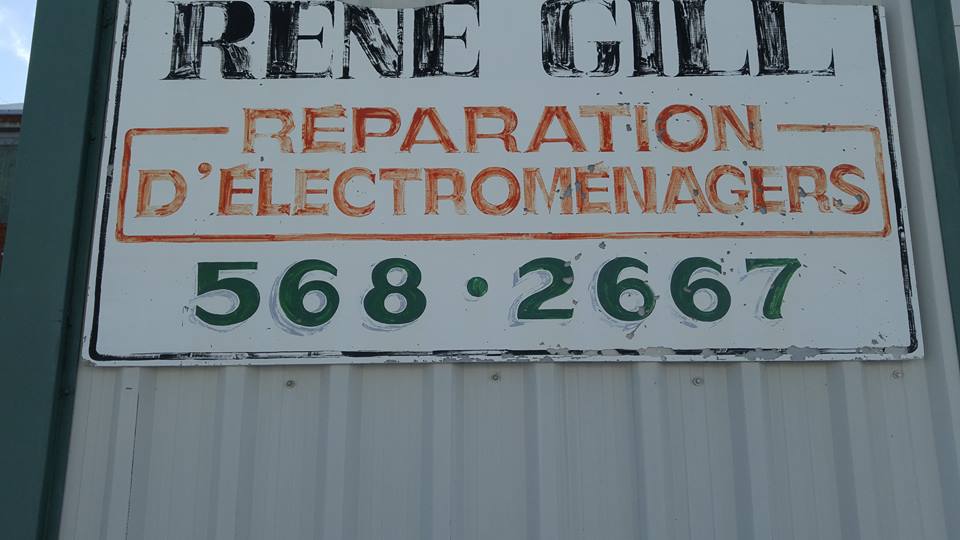 RENE GILL
RÉPARATION
D'ÉLECTROMÉNAGERS
568·2667